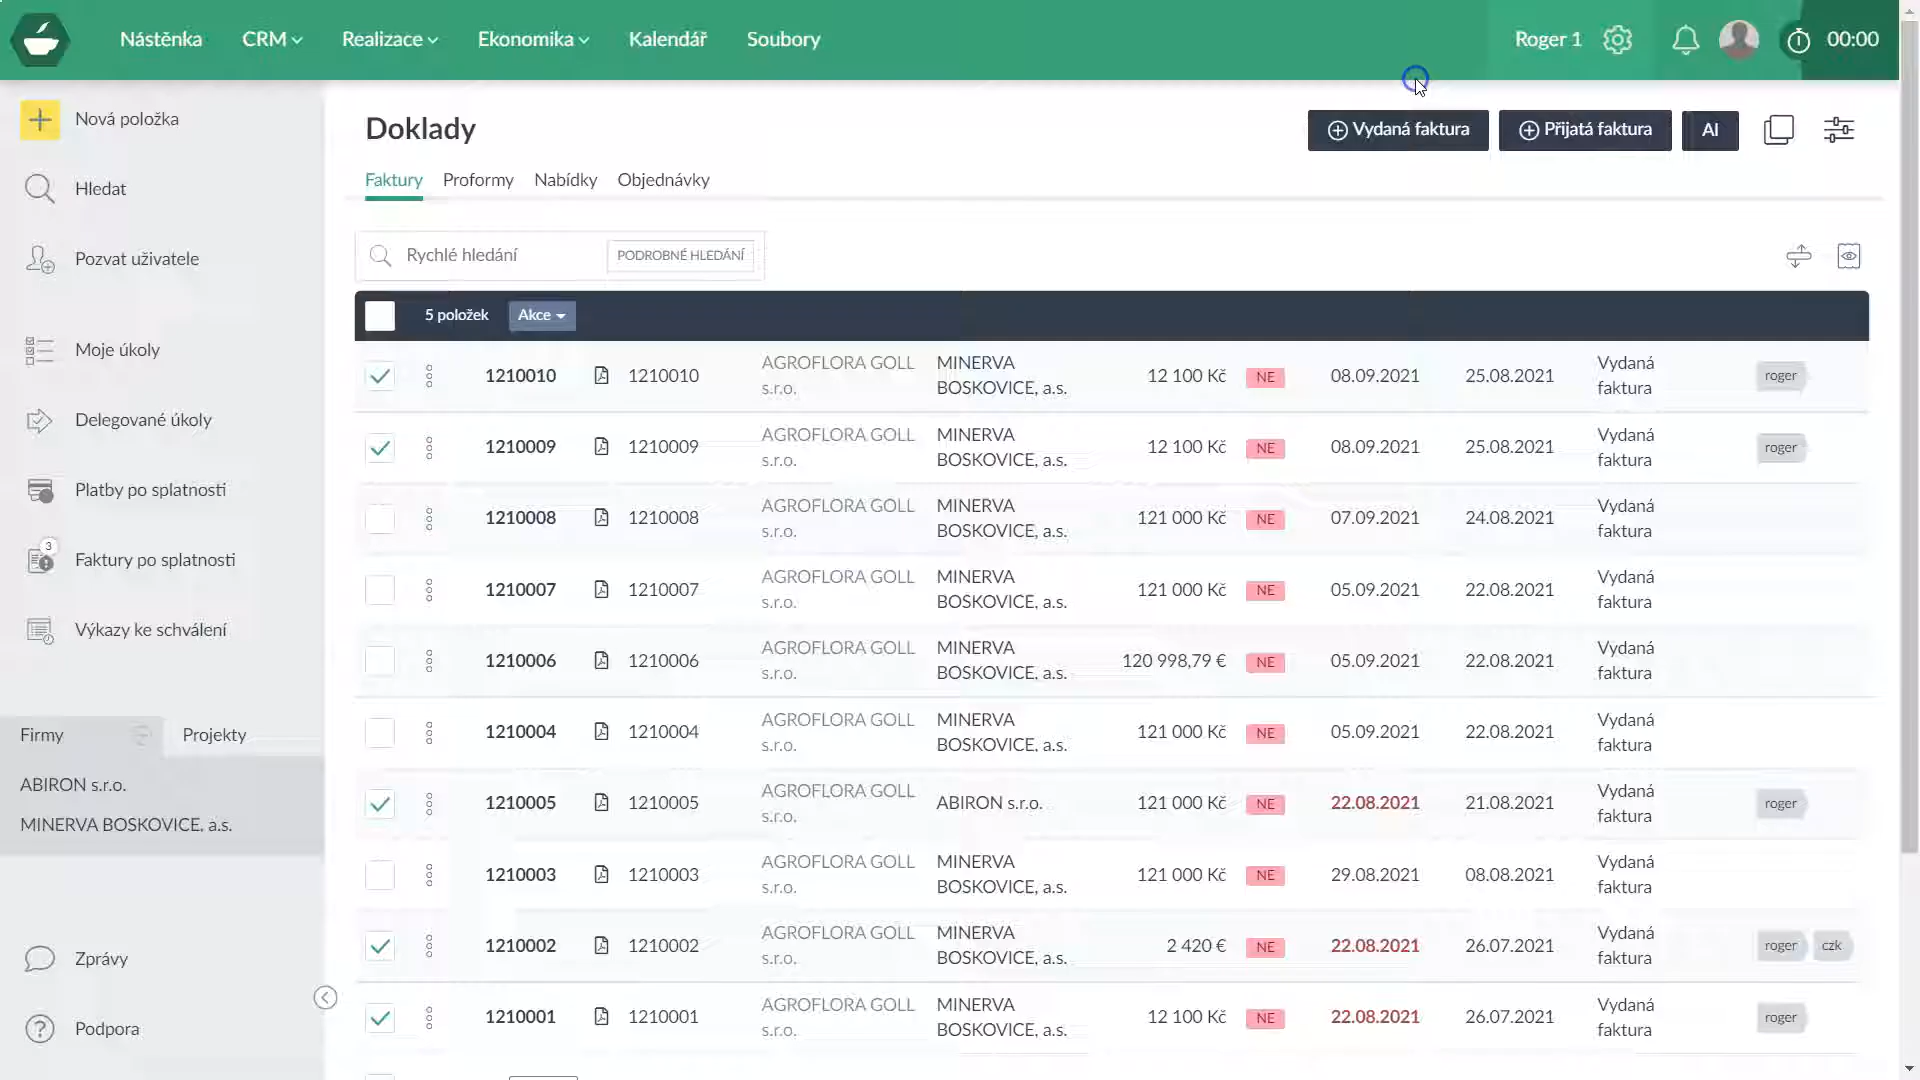 Nástěnka CRM Realizace Ekonomika Kalendář Soubory Roger 1 00:00
Nová položka
Hledat
Pozvat uživatele
Moje úkoly
Delegované úkoly
Platby po splatnosti
3
Faktury po splatnosti
Výkazy ke schválení
Firmy Projekty
ABIRON s.r.o.
MINERVA BOSKOVICE, a.s.
Zprávy
Podpora
Doklady
Vydaná faktura Přijatá faktura AI
Faktury Proformy Nabídky Objednávky
Rychlé hledání PODROBNÉ HLEDÁNÍ
5 položek Akce
1210010 1210010 AGROFLORA GOLL s.r.o. MINERVA BOSKOVICE, a.s. 12 100 Kč NE 08.09.2021 25.08.2021 Vydaná faktura roger
1210009 1210009 AGROFLORA GOLL s.r.o. MINERVA BOSKOVICE, a.s. 12 100 Kč NE 08.09.2021 25.08.2021 Vydaná faktura roger
1210008 1210008 AGROFLORA GOLL s.r.o. MINERVA BOSKOVICE, a.s. 121 000 Kč NE 07.09.2021 24.08.2021 Vydaná faktura
1210007 1210007 AGROFLORA GOLL s.r.o. MINERVA BOSKOVICE, a.s. 121 000 Kč NE 05.09.2021 22.08.2021 Vydaná faktura
1210006 1210006 AGROFLORA GOLL s.r.o. MINERVA BOSKOVICE, a.s. 120 998,79 € NE 05.09.2021 22.08.2021 Vydaná faktura
1210004 1210004 AGROFLORA GOLL s.r.o. MINERVA BOSKOVICE, a.s. 121 000 Kč NE 05.09.2021 22.08.2021 Vydaná faktura
1210005 1210005 AGROFLORA GOLL s.r.o. ABIRON s.r.o. 121 000 Kč NE 22.08.2021 21.08.2021 Vydaná faktura roger
1210003 1210003 AGROFLORA GOLL s.r.o. MINERVA BOSKOVICE, a.s. 121 000 Kč NE 29.08.2021 08.08.2021 Vydaná faktura
1210002 1210002 AGROFLORA GOLL s.r.o. MINERVA BOSKOVICE, a.s. 2 420 € NE 22.08.2021 26.07.2021 Vydaná faktura roger czk
1210001 1210001 AGROFLORA GOLL s.r.o. MINERVA BOSKOVICE, a.s. 12 100 Kč NE 22.08.2021 26.07.2021 Vydaná faktura roger